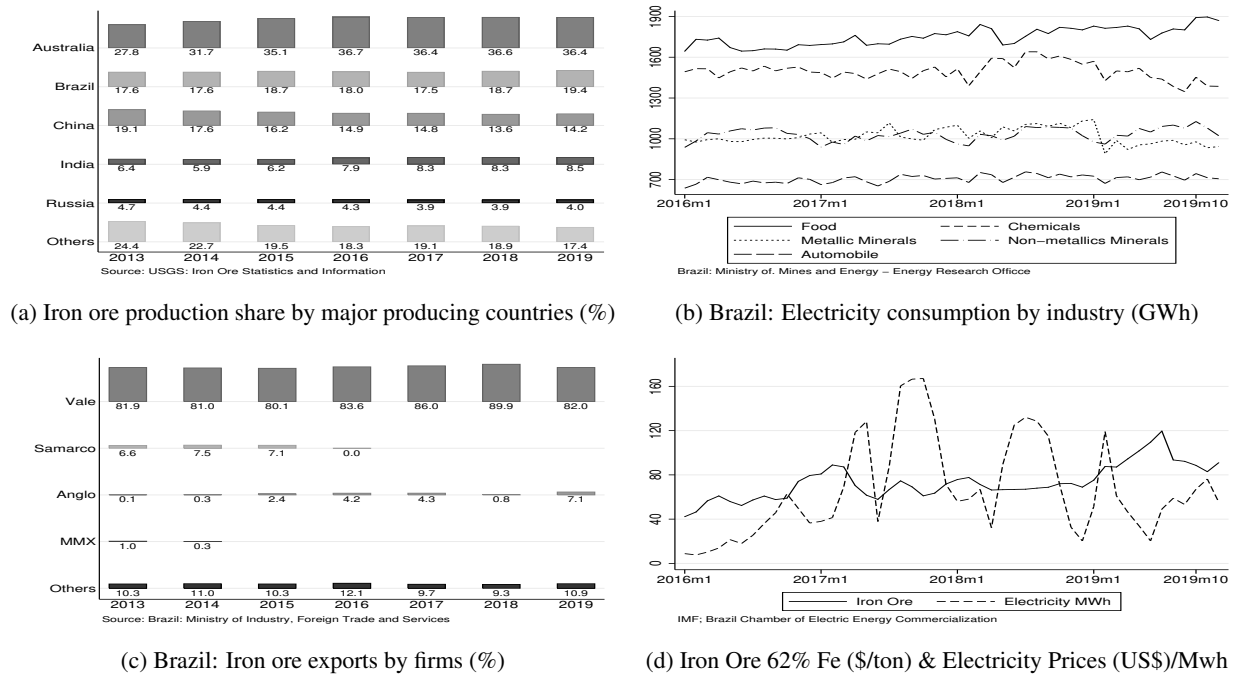 Australia
27.8 31.7 35.1 36.7 36.4 36.6 36.4
Brazil
17.6 17.6 18.7 18.0 17.5 18.7 19.4
China
19.1 17.6 16.2 14.9 14.8 13.6 14.2
India
6.4 5.9 6.2 7.9 8.3 8.3 8.5
Russia
4.7 4.4 4.4 4.3 3.9 3.9 4.0
Others
24.4 22.7 19.5 18.3 19.1 18.9 17.4
2013 2014 2015 2016 2017 2018 2019
Source: USGS: Iron Ore Statistics and Information
(a) Iron ore production share by major producing countries (%)
1900
1600
1300
1000
700
2016m1 2017m1 2018m1 2019m1 2019m10
Food Chemicals
Metallic Minerals Non-metallics Minerals
Automobile
Brazil: Ministry of. Mines and Energy - Energy Research Officce
(b) Brazil: Electricity consumption by industry (GWh)
Vale
81.9 81.0 80.1 83.6 86.0 89.9 82.0
Samarco
6.6 7.5 7.1 0.0
Anglo
0.1 0.3 2.4 4.2 4.3 0.8 7.1
MMX
1.0 0.3
Others
10.3 11.0 10.3 12.1 9.7 9.3 10.9
2013 2014 2015 2016 2017 2018 2019
Source: Brazil: Ministry of Industry, Foreign Trade and Services
(c) Brazil: Iron ore exports by firms (%)
160
120
80
40
0
2016m1 2017m1 2018m1 2019m1 2019m10
Iron Ore Electricity MWh
IMF; Brazil Chamber of Electric Energy Commercialization
(d) Iron Ore 62% Fe ($/ton) & Electricity Prices (US$)/Mwh